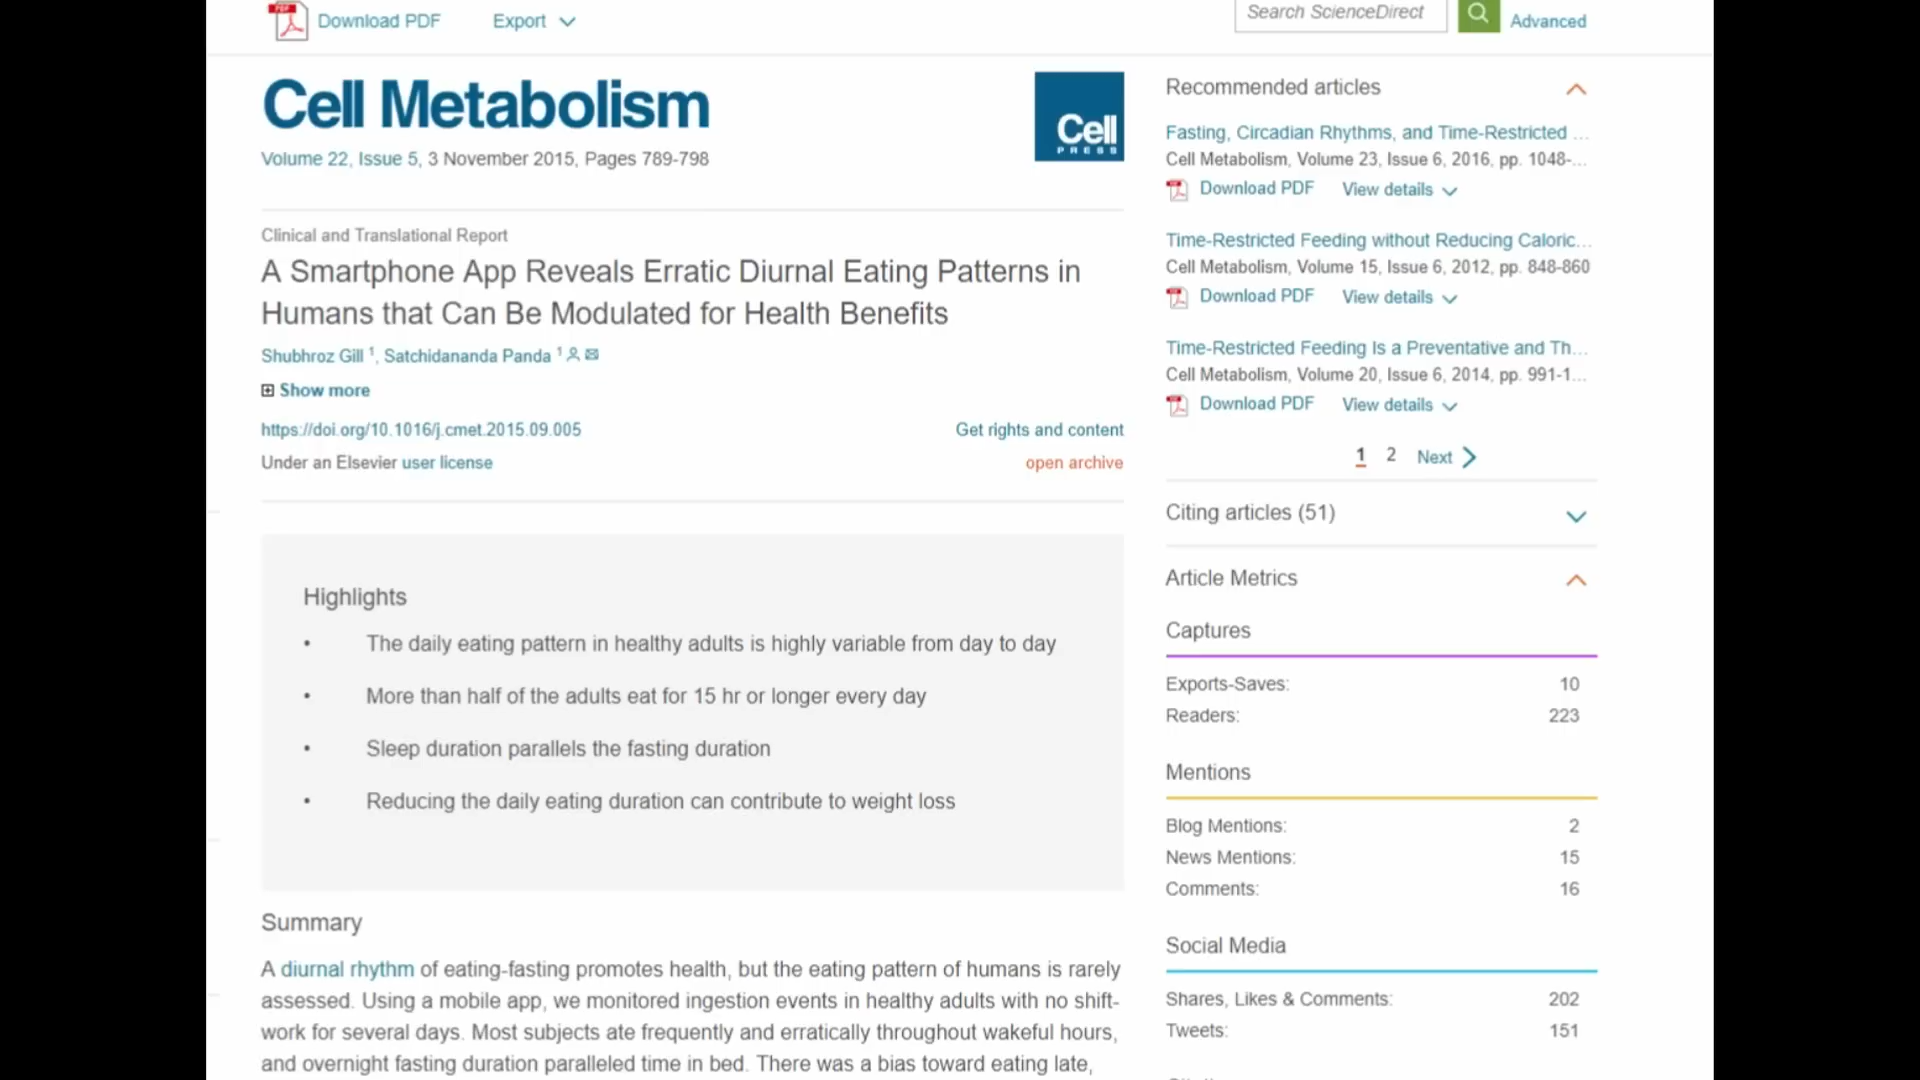 Download PDF Export
Search ScienceDirect Advanced
Cell Metabolism
Cell
PRESS
Volume 22, Issue 5, 3 November 2015, Pages 789-798
Clinical and Translational Report
A Smartphone App Reveals Erratic Diurnal Eating Patterns in
Humans that Can Be Modulated for Health Benefits
Shubhroz Gill 1, Satchidananda Panda 1
Show more
https://doi.org/10.1016/j.cmet.2015.09.005
Get rights and content
Under an Elsevier user license
open archive
Highlights
• The daily eating pattern in healthy adults is highly variable from day to day
• More than half of the adults eat for 15 hr or longer every day
• Sleep duration parallels the fasting duration
• Reducing the daily eating duration can contribute to weight loss
Summary
A diurnal rhythm of eating-fasting promotes health, but the eating pattern of humans is rarely
assessed. Using a mobile app, we monitored ingestion events in healthy adults with no shift-
work for several days. Most subjects ate frequently and erratically throughout wakeful hours,
and overnight fasting duration paralleled time in bed. There was a bias toward eating late,
Recommended articles
Fasting, Circadian Rhythms, and Time-Restricted ...
Cell Metabolism, Volume 23, Issue 6, 2016, pp. 1048-...
Download PDF View details
Time-Restricted Feeding without Reducing Caloric...
Cell Metabolism, Volume 15, Issue 6, 2012, pp. 848-860
Download PDF View details
Time-Restricted Feeding Is a Preventative and Th...
Cell Metabolism, Volume 20, Issue 6, 2014, pp. 991-1...
Download PDF View details
1 2 Next
Citing articles (51)
Article Metrics
Captures
Exports-Saves: 10
Readers: 223
Mentions
Blog Mentions: 2
News Mentions: 15
Comments: 16
Social Media
Shares, Likes & Comments: 202
Tweets: 151